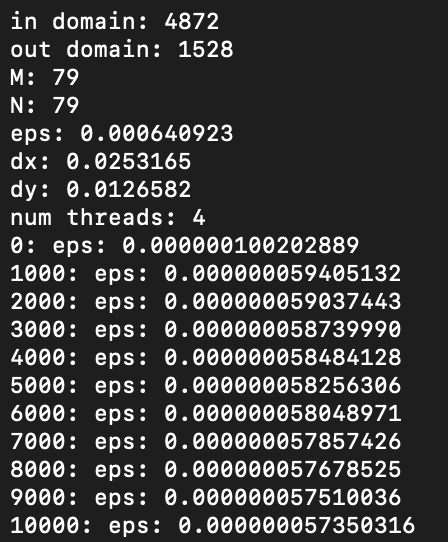 in domain: 4872
out domain: 1528
M: 79
N: 79
eps: 0.000640923
dx: 0.0253165
dy: 0.0126582
num threads: 4
0: eps: 0.000000100202889
1000: eps: 0.000000059405132
2000: eps: 0.000000059037443
3000: eps: 0.000000058739990
4000: eps: 0.000000058484128
5000: eps: 0.000000058256306
6000: eps: 0.000000058048971
7000: eps: 0.000000057857426
8000: eps: 0.000000057678525
9000: eps: 0.000000057510036
10000: eps: 0.000000057350316